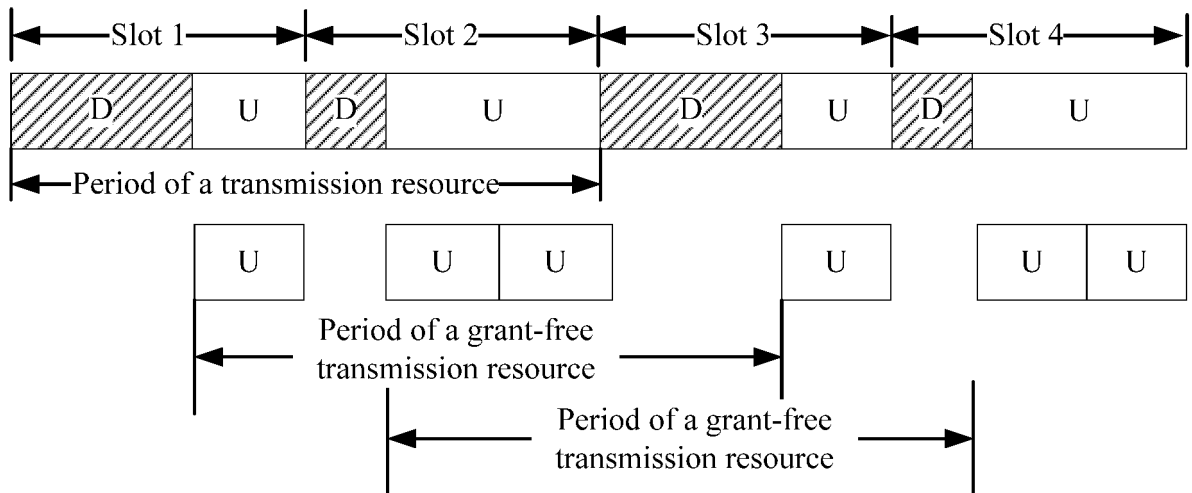 Slot 1 Slot 2 Slot 3 Slot 4
D U D U D U D U
Period of a transmission resource
U U U U U U
Period of a grant-free
transmission resource
Period of a grant-free
transmission resource